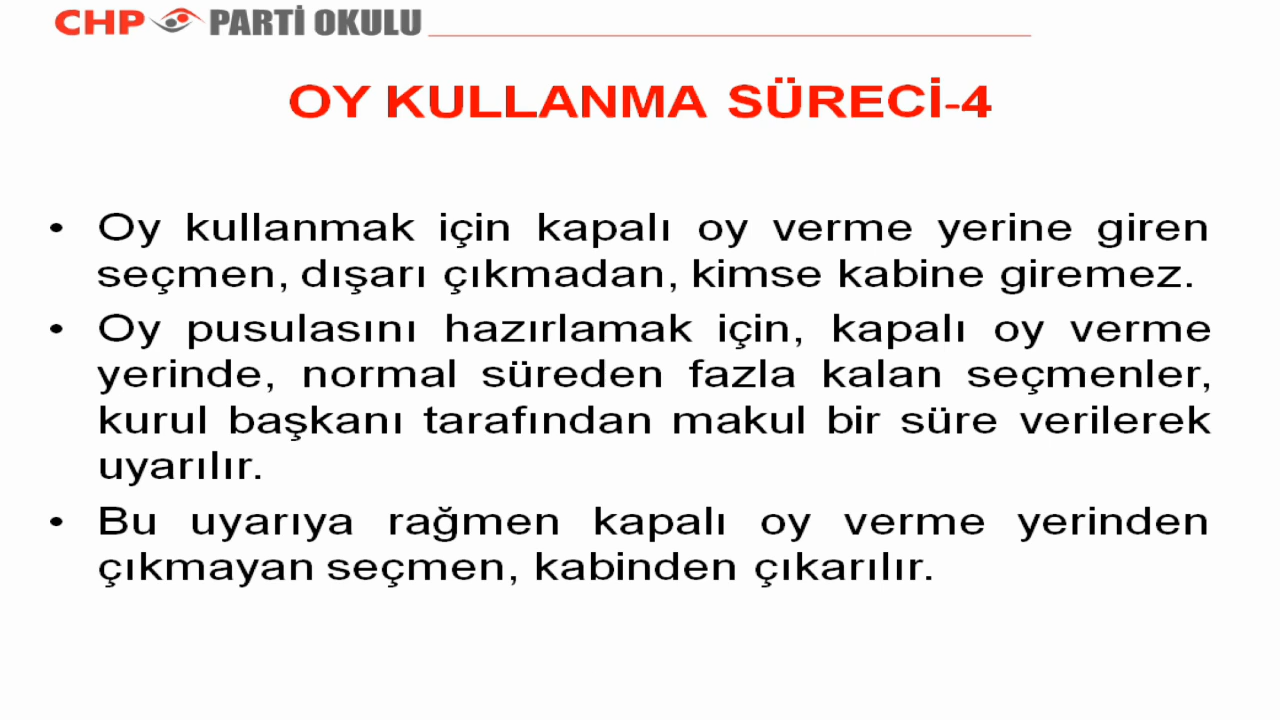 CHP PARTİ OKULU
OY KULLANMA SÜRECİ-4
• Oy kullanmak için kapalı oy verme yerine giren
seçmen, dışarı çıkmadan, kimse kabine giremez.
• Oy pusulasını hazırlamak için, kapalı oy verme
yerinde, normal süreden fazla kalan seçmenler,
kurul başkanı tarafından makul bir süre verilerek
uyarılır.
• Bu uyarıya rağmen kapalı oy verme yerinden
çıkmayan seçmen, kabinden çıkarılır.